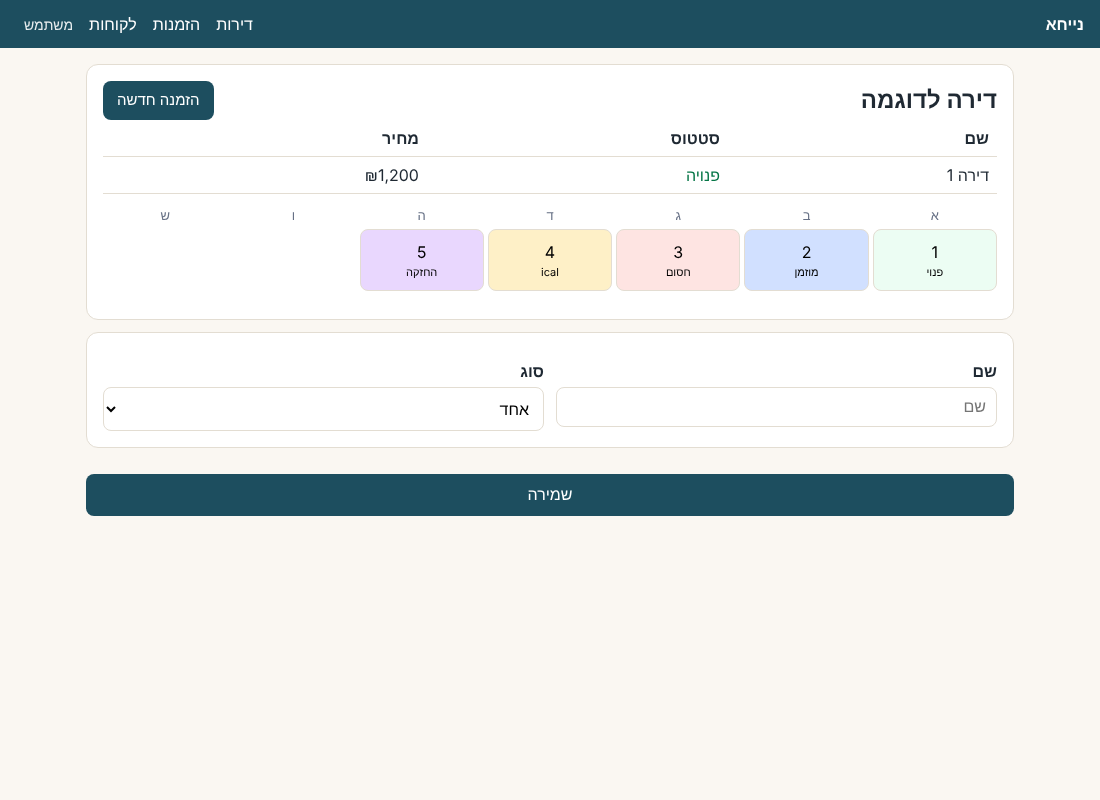 נייחא
דירות הזמנות לקוחות משתמש
דירה לדוגמה
הזמנה חדשה
שם סטטוס מחיר
דירה 1 פנויה ₪1,200
א ב ג ד ה ו ש
1 2 3 4 5
פנוי מוזמן חסום ical החזקה
שם סוג
שם אחד
שמירה